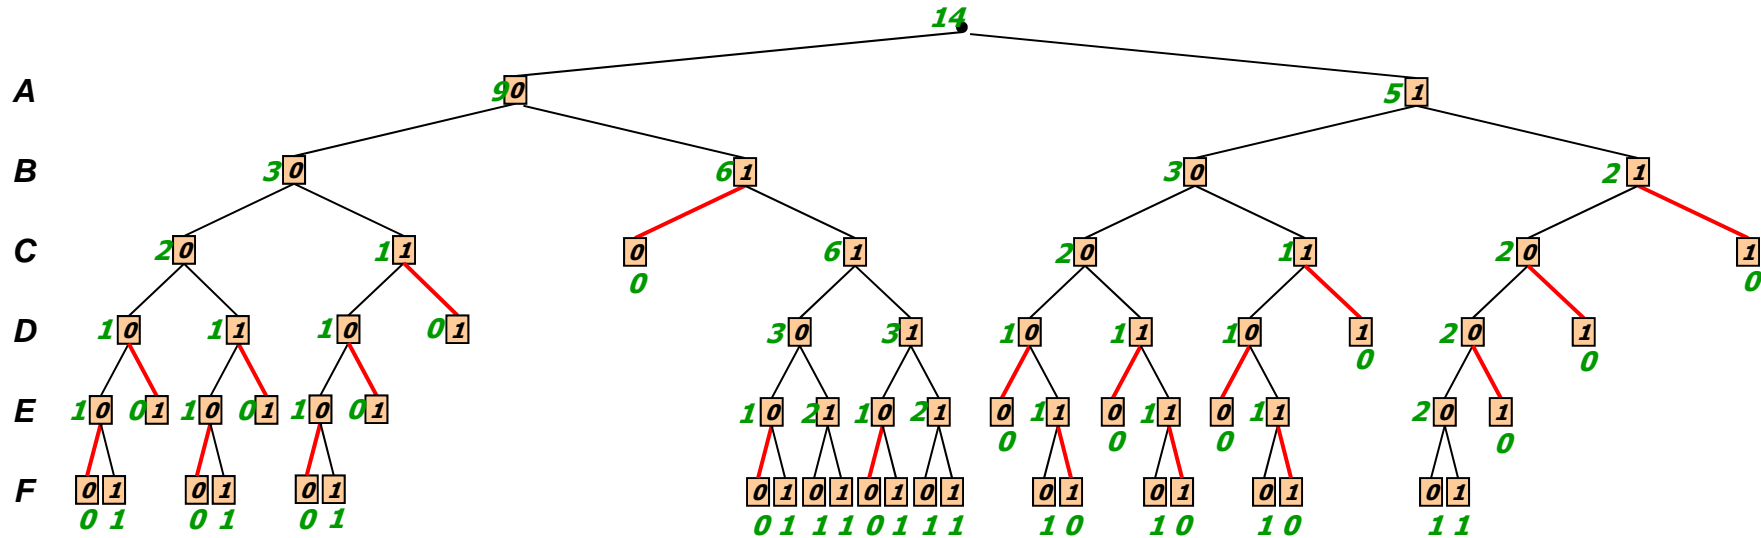 14
A 9 0 5 1
B 3 0 6 1 3 0 2 1
C 2 0 1 1 0 6 1 2 0 1 1 2 0 1
0 0
D 1 0 1 1 1 0 0 1 3 0 3 1 1 0 1 1 1 0 1 2 0 1
0 0
E 1 0 0 1 1 0 0 1 1 0 0 1 1 0 2 1 1 0 2 1 0 1 1 0 1 1 0 1 1 2 0 1
0 0 0 0
F 0 1 0 1 0 1 0 1 0 1 0 1 0 1 0 1 0 1 0 1 0 1
0 1 0 1 0 1 0 1 1 1 0 1 1 1 1 0 1 0 1 0 1 1